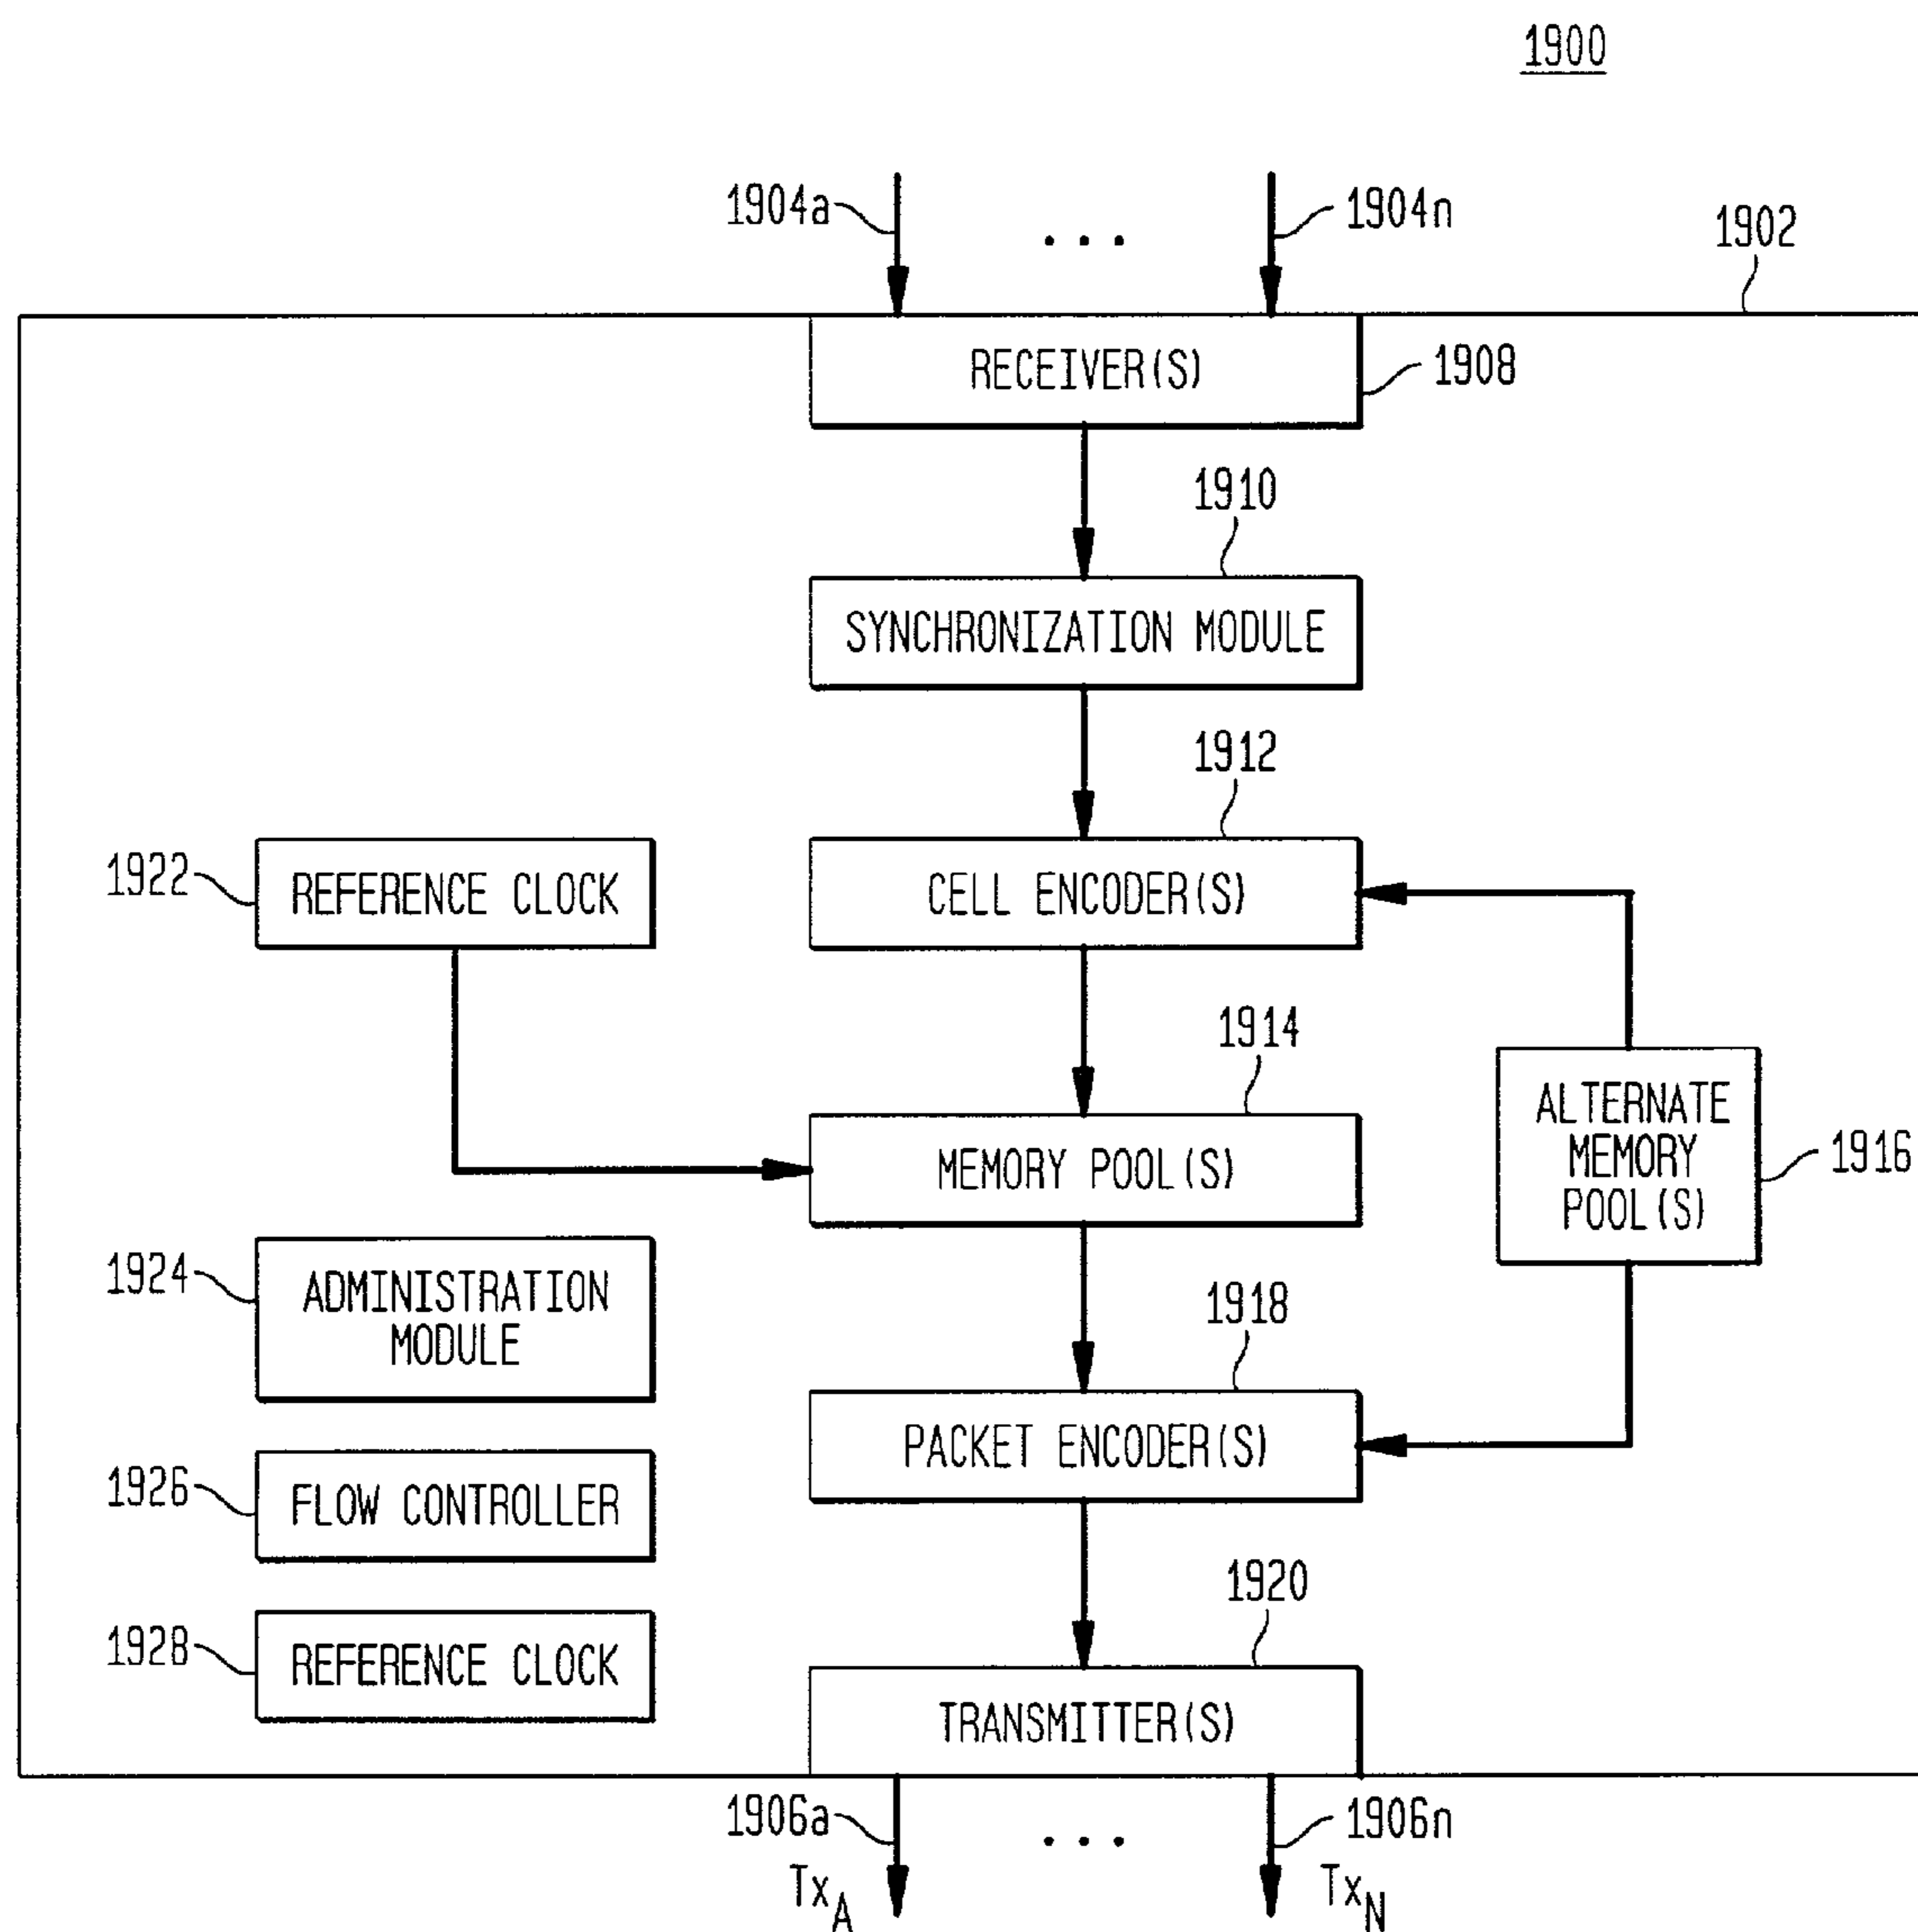 1900
1904a
1904n
1902
RECEIVER(S)
1908
1910
SYNCHRONIZATION MODULE
1912
1922
REFERENCE CLOCK
CELL ENCODER(S)
1914
MEMORY POOL(S)
ALTERNATE
MEMORY
POOL(S)
1916
1924
ADMINISTRATION
MODULE
1918
PACKET ENCODER(S)
1926
FLOW CONTROLLER
1920
1928
REFERENCE CLOCK
TRANSMITTER(S)
1906a
1906n
TxA
TxN